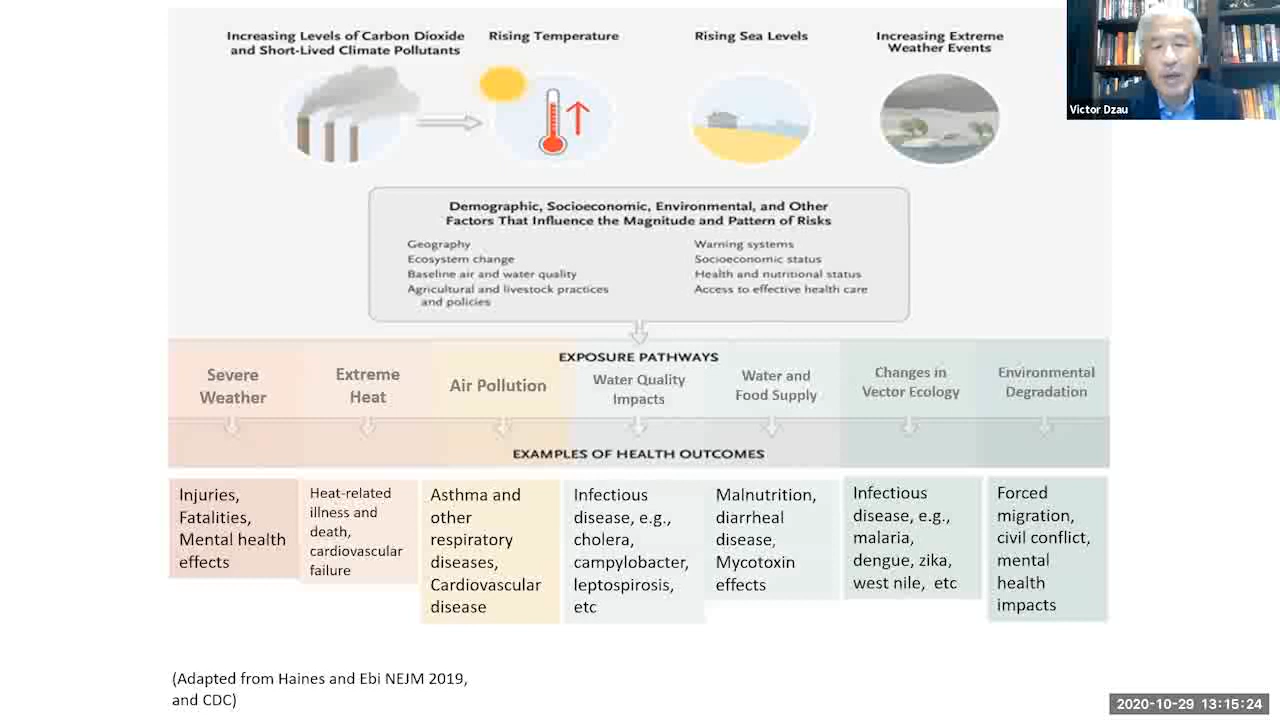 Increasing Levels of Carbon Dioxide
and Short-Lived Climate Pollutants
Rising Temperature
Rising Sea Levels
Increasing Extreme
Weather Events
Victor Dzau
Demographic, Socioeconomic, Environmental, and Other
Factors That Influence the Magnitude and Pattern of Risks
Geography
Ecosystem change
Baseline air and water quality
Agricultural and livestock practices
and policies
Warning systems
Socioeconomic status
Health and nutritional status
Access to effective health care
EXPOSURE PATHWAYS
Severe
Weather
Extreme
Heat
Air Pollution
Water Quality
Impacts
Water and
Food Supply
Changes in
Vector Ecology
Environmental
Degradation
EXAMPLES OF HEALTH OUTCOMES
Injuries,
Fatalities,
Mental health
effects
Heat-related
illness and
death,
cardiovascular
failure
Asthma and
other
respiratory
diseases,
Cardiovascular
disease
Infectious
disease, e.g.,
cholera,
campylobacter,
leptospirosis,
etc
Malnutrition,
diarrheal
disease,
Mycotoxin
effects
Infectious
disease, e.g.,
malaria,
dengue, zika,
west nile, etc
Forced
migration,
civil conflict,
mental
health
impacts
(Adapted from Haines and Ebi NEJM 2019,
and CDC)
2020-10-29 13:15:24